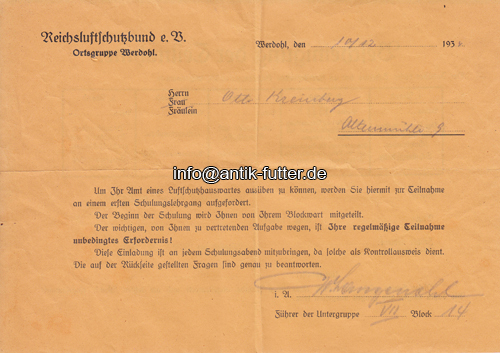 Reichsluftschutzbund e. V.
Ortsgruppe Werdohl.
Werdohl, den 10/12 193
Herrn
Frau
Fräulein
Otto
Altenmühle 9
info@antik-futter.de
Um Ihr Amt eines Luftschutzhauswartes ausüben zu können, werden Sie hiermit zur Teilnahme
an einem ersten Schulungslehrgang aufgefordert.
Der Beginn der Schulung wird Ihnen von Ihrem Blockwart mitgeteilt.
Der wichtigen, von Ihnen zu vertretenden Aufgabe wegen, ist Ihre regelmäßige Teilnahme
unbedingtes Erfordernis!
Diese Einladung ist an jedem Schulungsabend mitzubringen, da solche als Kontrollausweis dient.
Die auf der Rückseite gestellten Fragen sind genau zu beantworten.
i. A.
Führer der Untergruppe VII Block 14